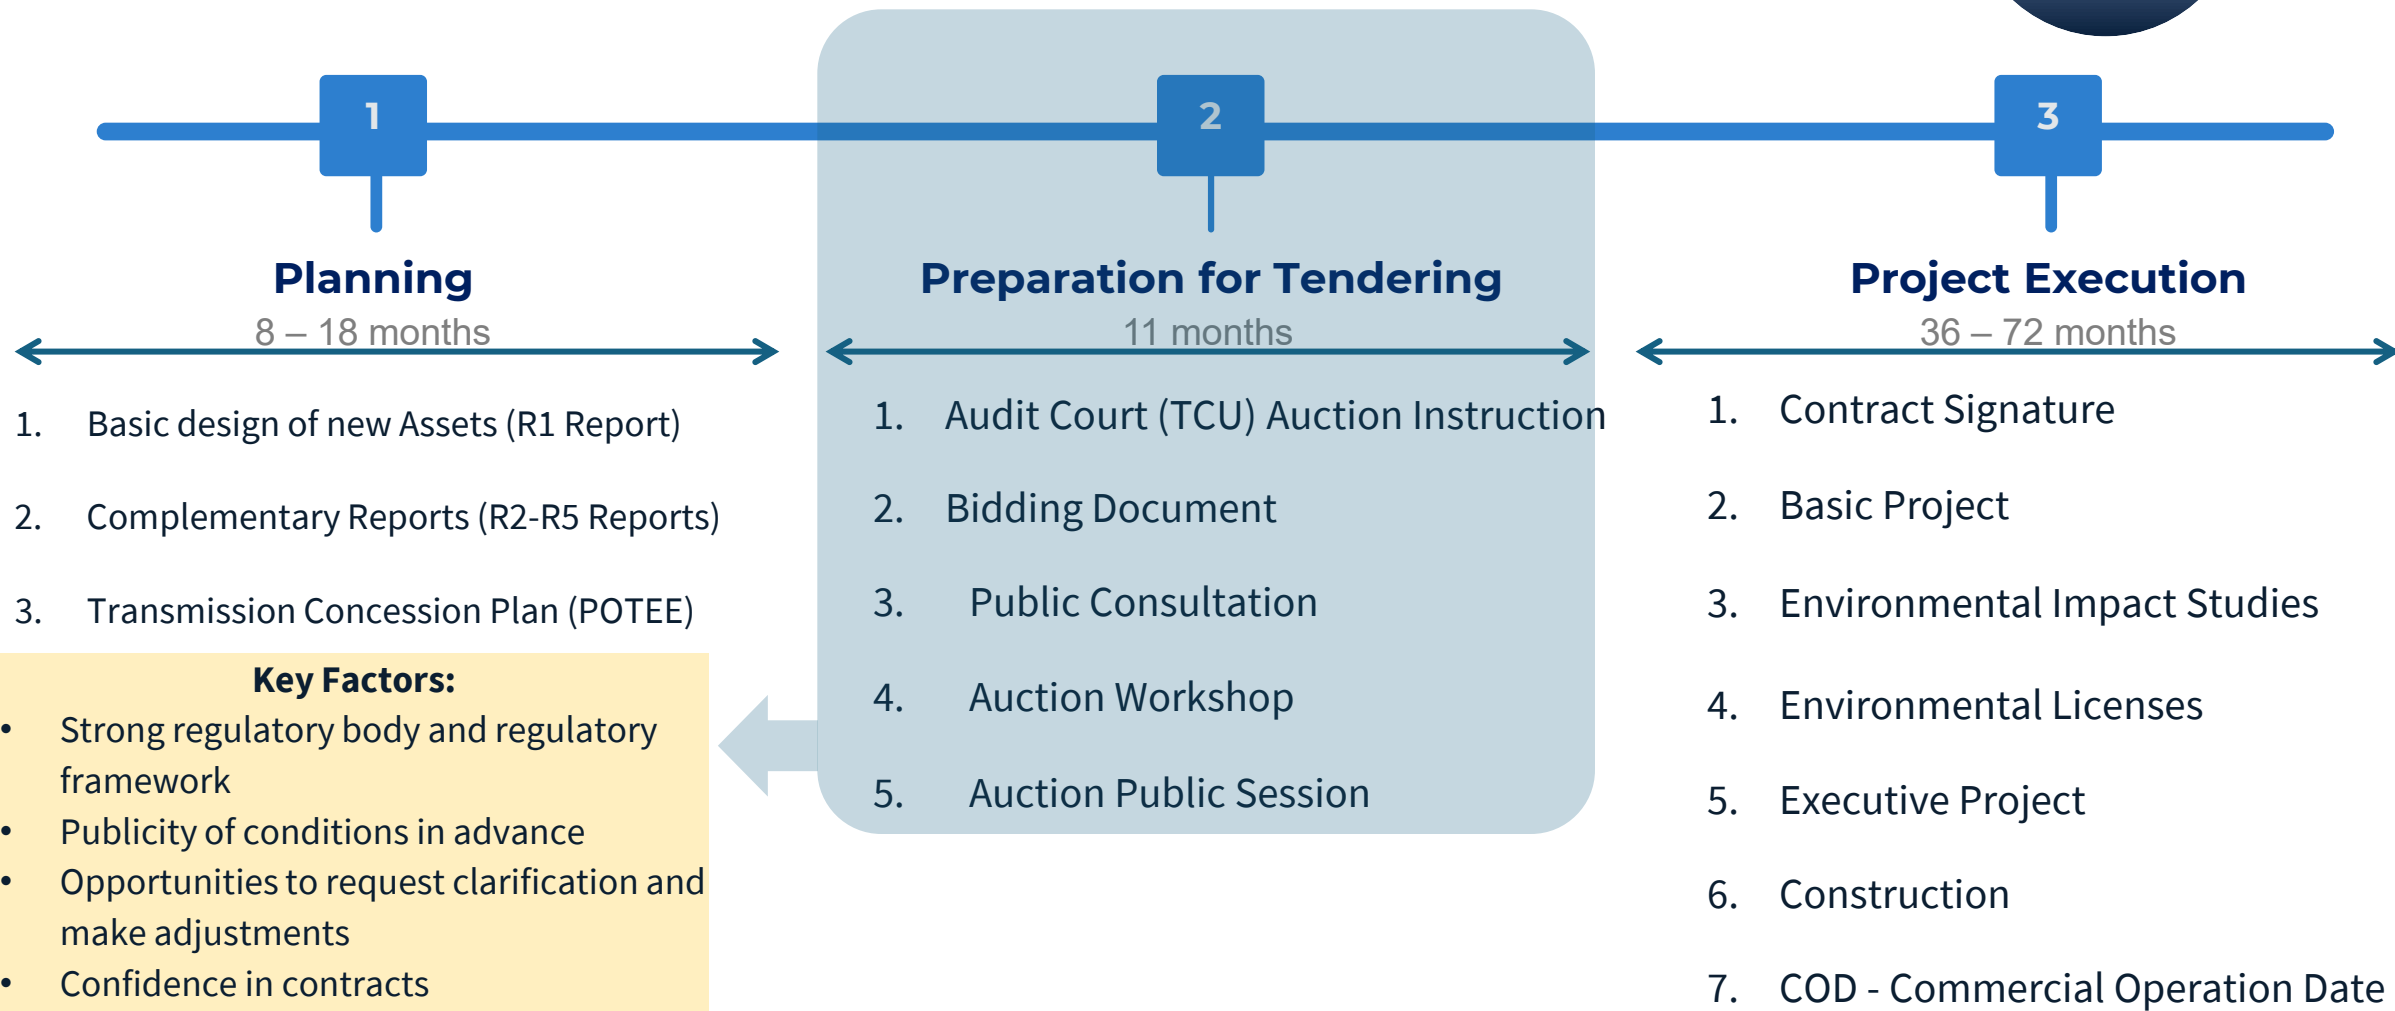 1
2
3
Planning
8 – 18 months
1. Basic design of new Assets (R1 Report)
2. Complementary Reports (R2-R5 Reports)
3. Transmission Concession Plan (POTEE)
Key Factors:
• Strong regulatory body and regulatory
framework
• Publicity of conditions in advance
• Opportunities to request clarification and
make adjustments
• Confidence in contracts
Preparation for Tendering
11 months
1. Audit Court (TCU) Auction Instruction
2. Bidding Document
3. Public Consultation
4. Auction Workshop
5. Auction Public Session
Project Execution
36 – 72 months
1. Contract Signature
2. Basic Project
3. Environmental Impact Studies
4. Environmental Licenses
5. Executive Project
6. Construction
7. COD - Commercial Operation Date